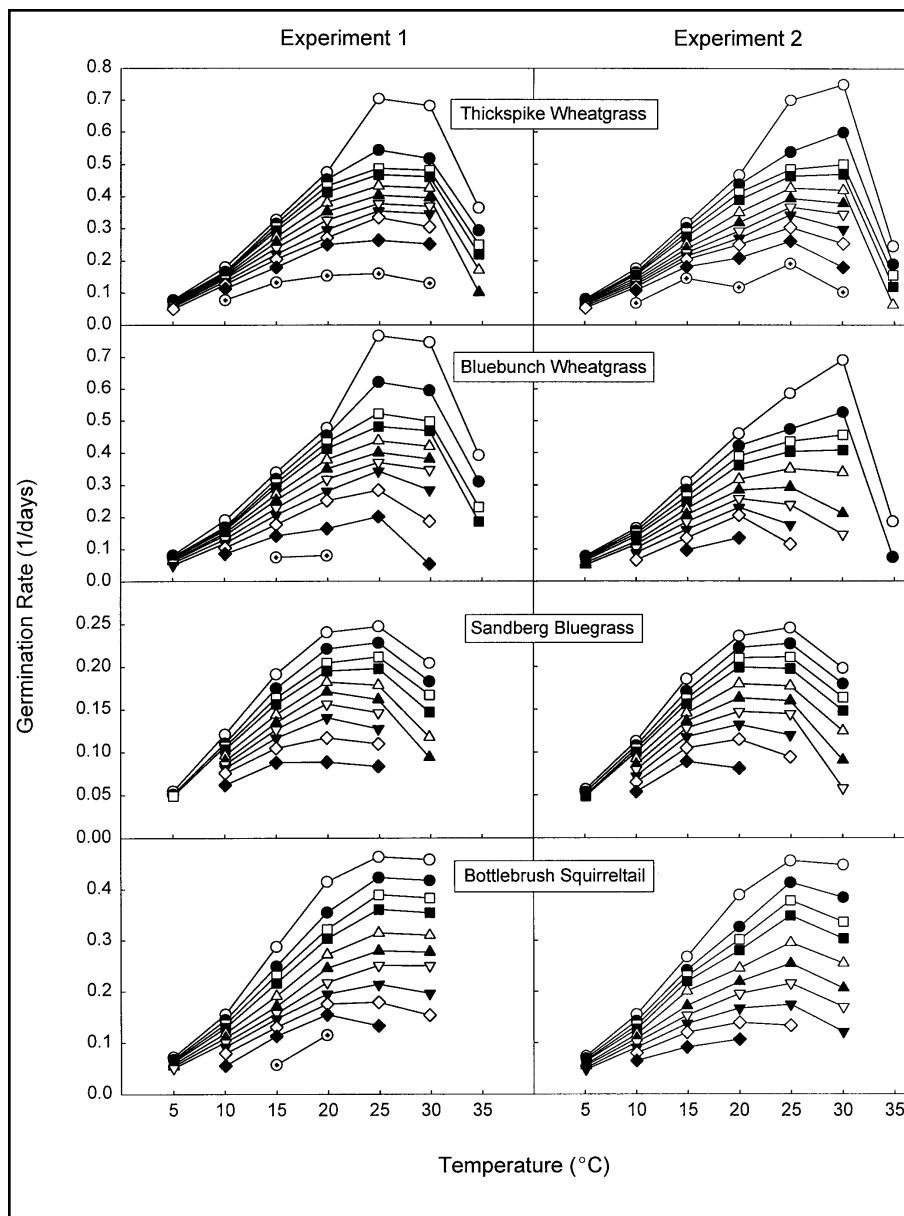 Experiment 1
Experiment 2
0.8
0.7
0.6
0.5
0.4
0.3
0.2
0.1
0.0
Thickspike Wheatgrass
0.7
0.6
0.5
0.4
0.3
0.2
0.1
0.0
Bluebunch Wheatgrass
0.25
0.20
0.15
0.10
0.05
0.00
Sandberg Bluegrass
0.4
0.3
0.2
0.1
0.0
Bottlebrush Squirreltail
Germination Rate (1/days)
5 10 15 20 25 30 35
5 10 15 20 25 30 35
Temperature (°C)